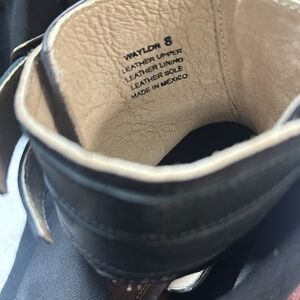 WAYLON 8
LEATHER UPPER
LEATHER LINING
LEATHER SOLE
MADE IN MEXICO